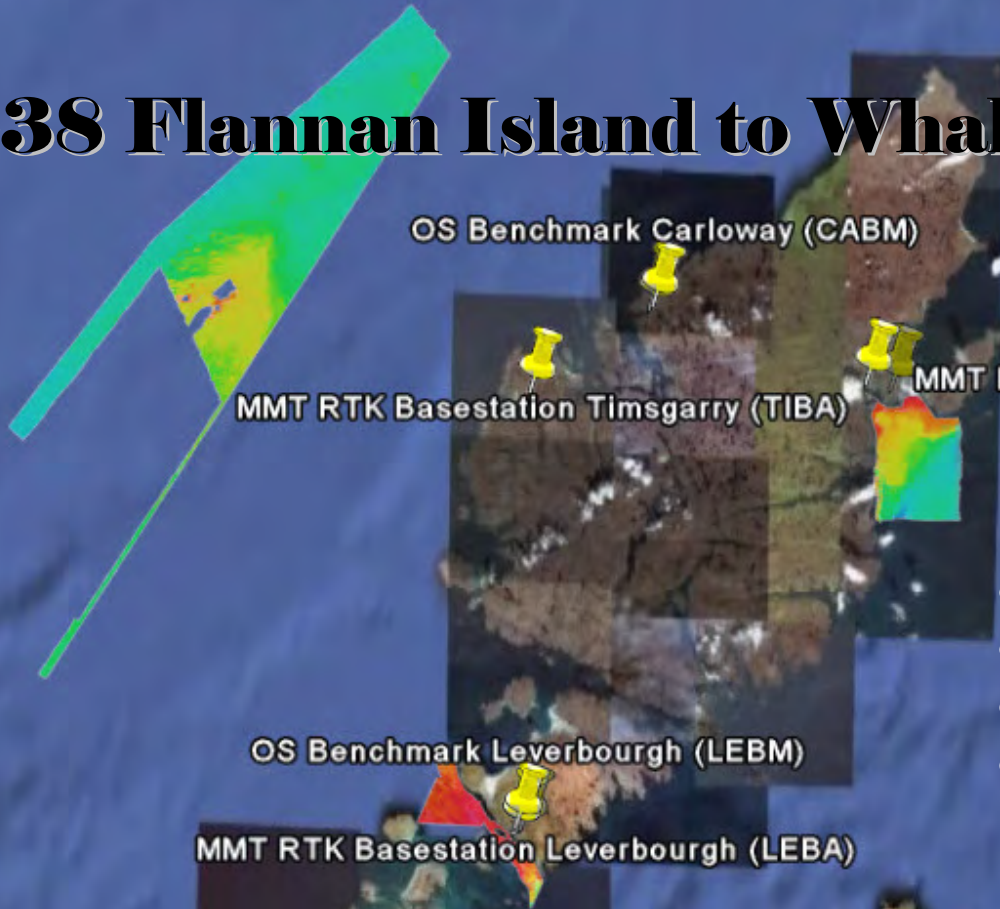 38 Flannan Island to Whal
OS Benchmark Carloway (CABM)
MMT
MMT RTK Basestation Timsgarry (TIBA)
OS Benchmark Leverbourgh (LEBM)
MMT RTK Basestation Leverbourgh (LEBA)